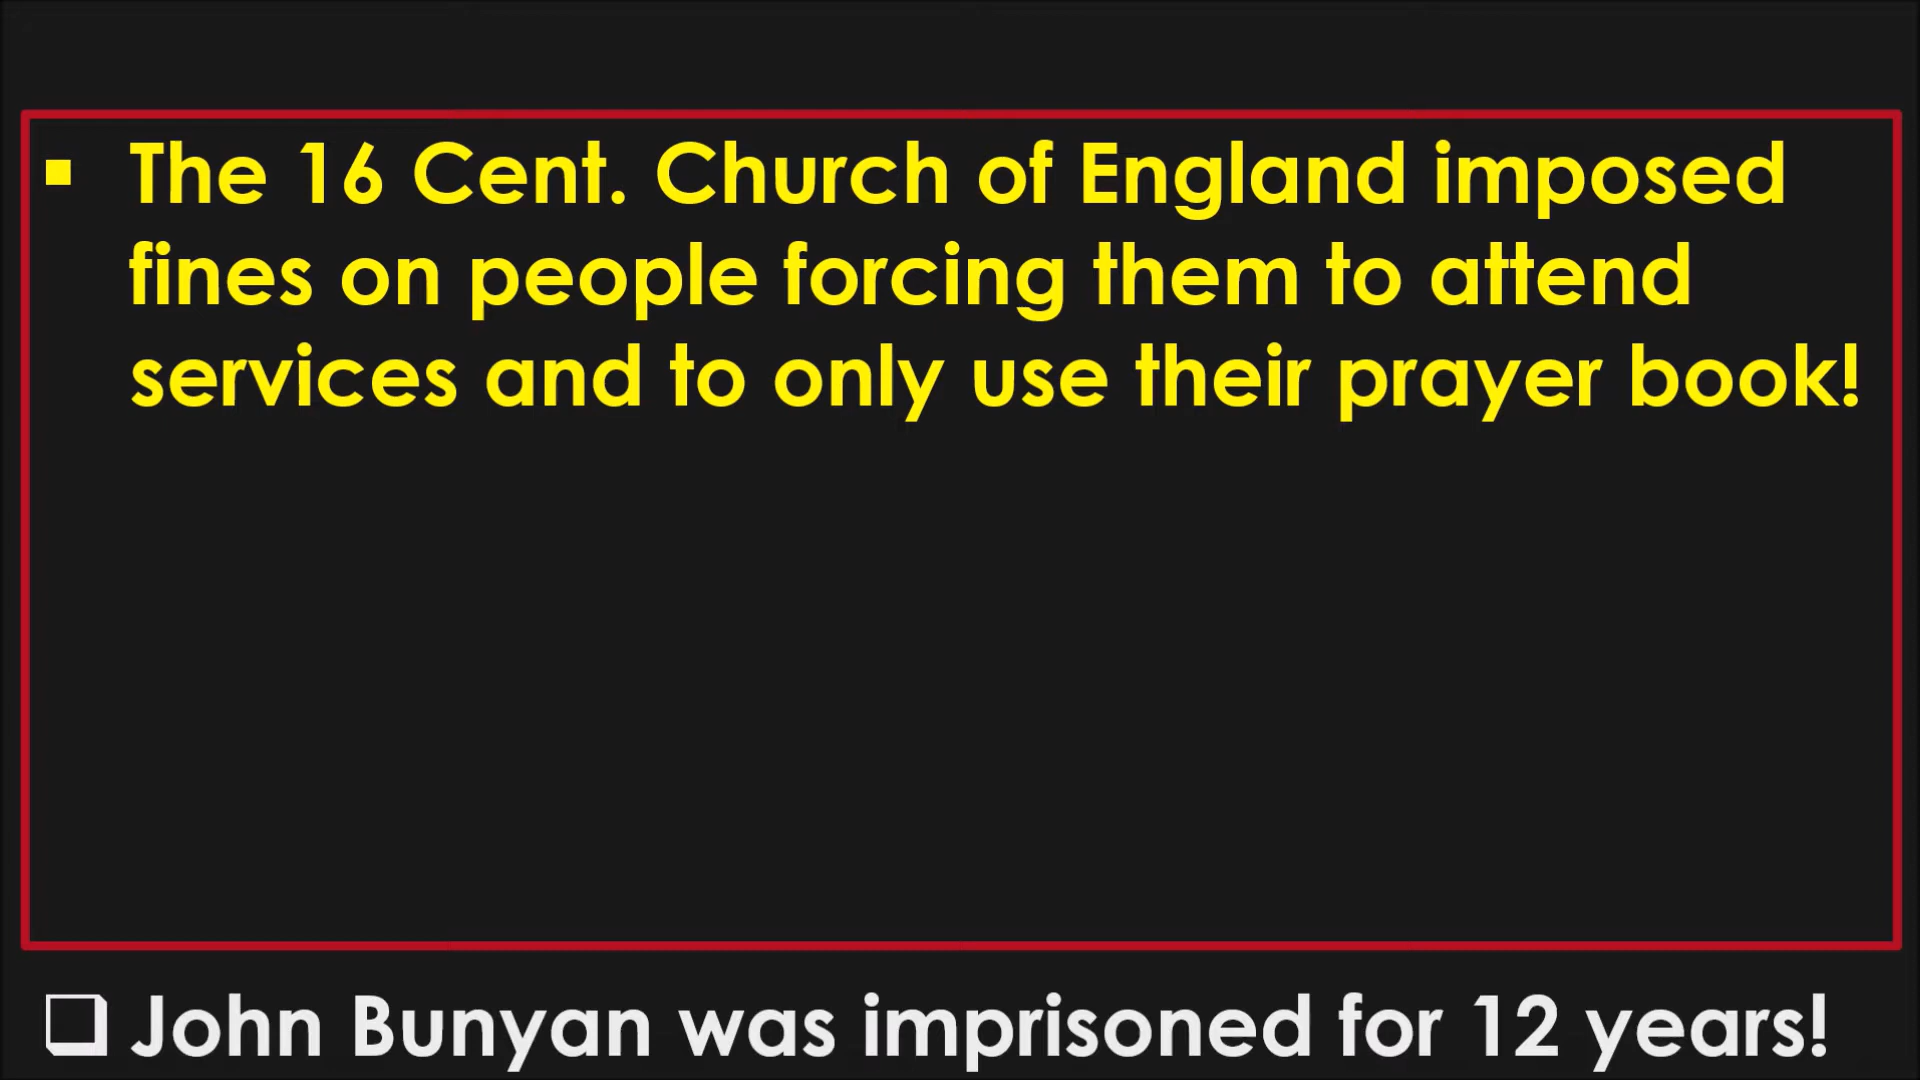 ▪ The 16 Cent. Church of England imposed
fines on people forcing them to attend
services and to only use their prayer book!
❑ John Bunyan was imprisoned for 12 years!